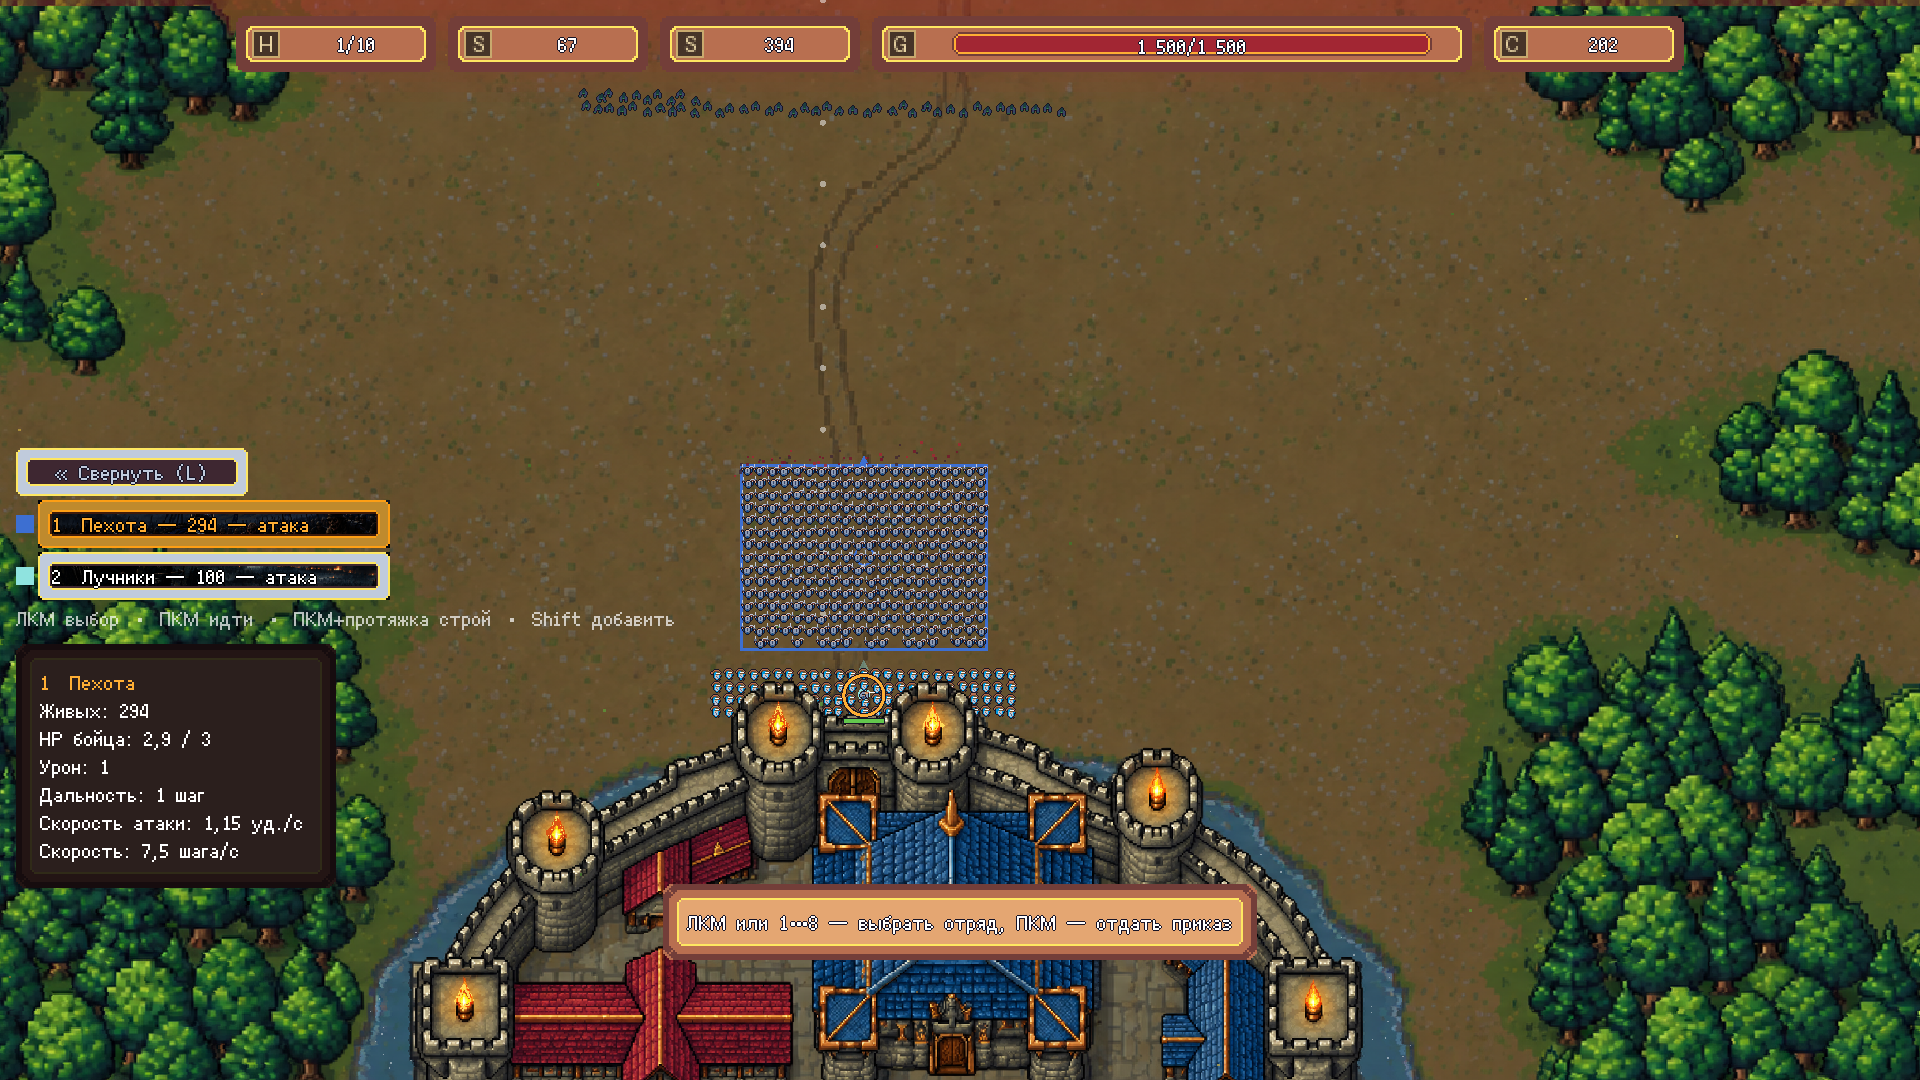 H 1/10
S 67
S 394
G 1 500/1 500
C 202
« Свернуть (L)
1 Пехота — 294 — атака
2 Лучники — 100 — атака
ЛКМ выбор · ПКМ идти · ПКМ+протяжка строй · Shift добавить
1 Пехота
Живых: 294
HP бойца: 2,9 / 3
Урон: 1
Дальность: 1 шаг
Скорость атаки: 1,15 уд./с
Скорость: 7,5 шага/с
ЛКМ или 1…8 — выбрать отряд, ПКМ — отдать приказ